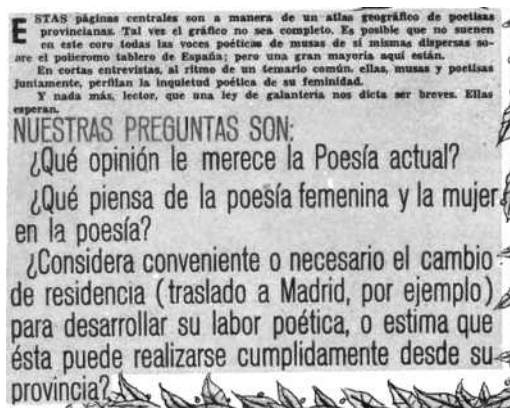 ESTAS páginas centrales son a manera de un atlas geográfico de poetisas
provincianas. Tal vez el gráfico no sea completo. Es posible que no suenen
en este coro todas las voces poéticas de musas de sí mismas dispersas so-
bre el policromo tablero de España; pero una gran mayoría aquí están.
En cortas entrevistas, al ritmo de un temario común, ellas, musas y poetisas
juntamente, perfilan la inquietud poética de su feminidad.
Y nada más, lector, que una ley de galantería nos dicta ser breves. Ellas
esperan.
NUESTRAS PREGUNTAS SON:
¿Qué opinión le merece la Poesía actual?
¿Qué piensa de la poesía femenina y la mujer
en la poesía?
¿Considera conveniente o necesario el cambio
de residencia (traslado a Madrid, por ejemplo)
para desarrollar su labor poética, o estima que
ésta puede realizarse cumplidamente desde su
provincia?